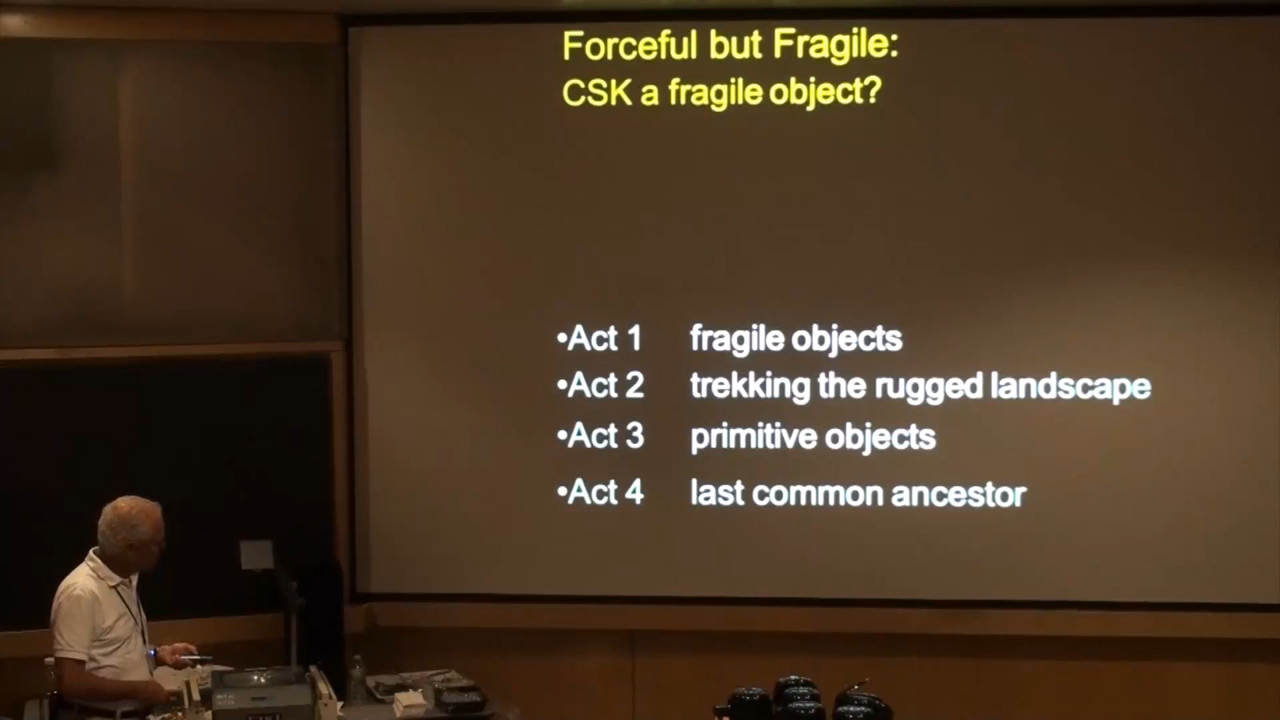 Forceful but Fragile:
CSK a fragile object?
•Act 1 fragile objects
•Act 2 trekking the rugged landscape
•Act 3 primitive objects
•Act 4 last common ancestor